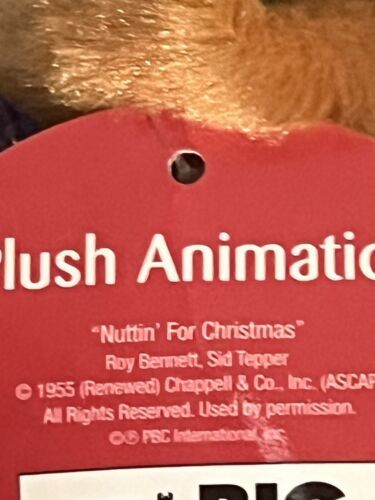 Plush Animatio
“Nuttin’ For Christmas”
Roy Bennett, Sid Tepper
© 1955 (Renewed) Chappell & Co., Inc. (ASCAP
All Rights Reserved. Used by permission.
©℗ PBC International, Inc
BIG